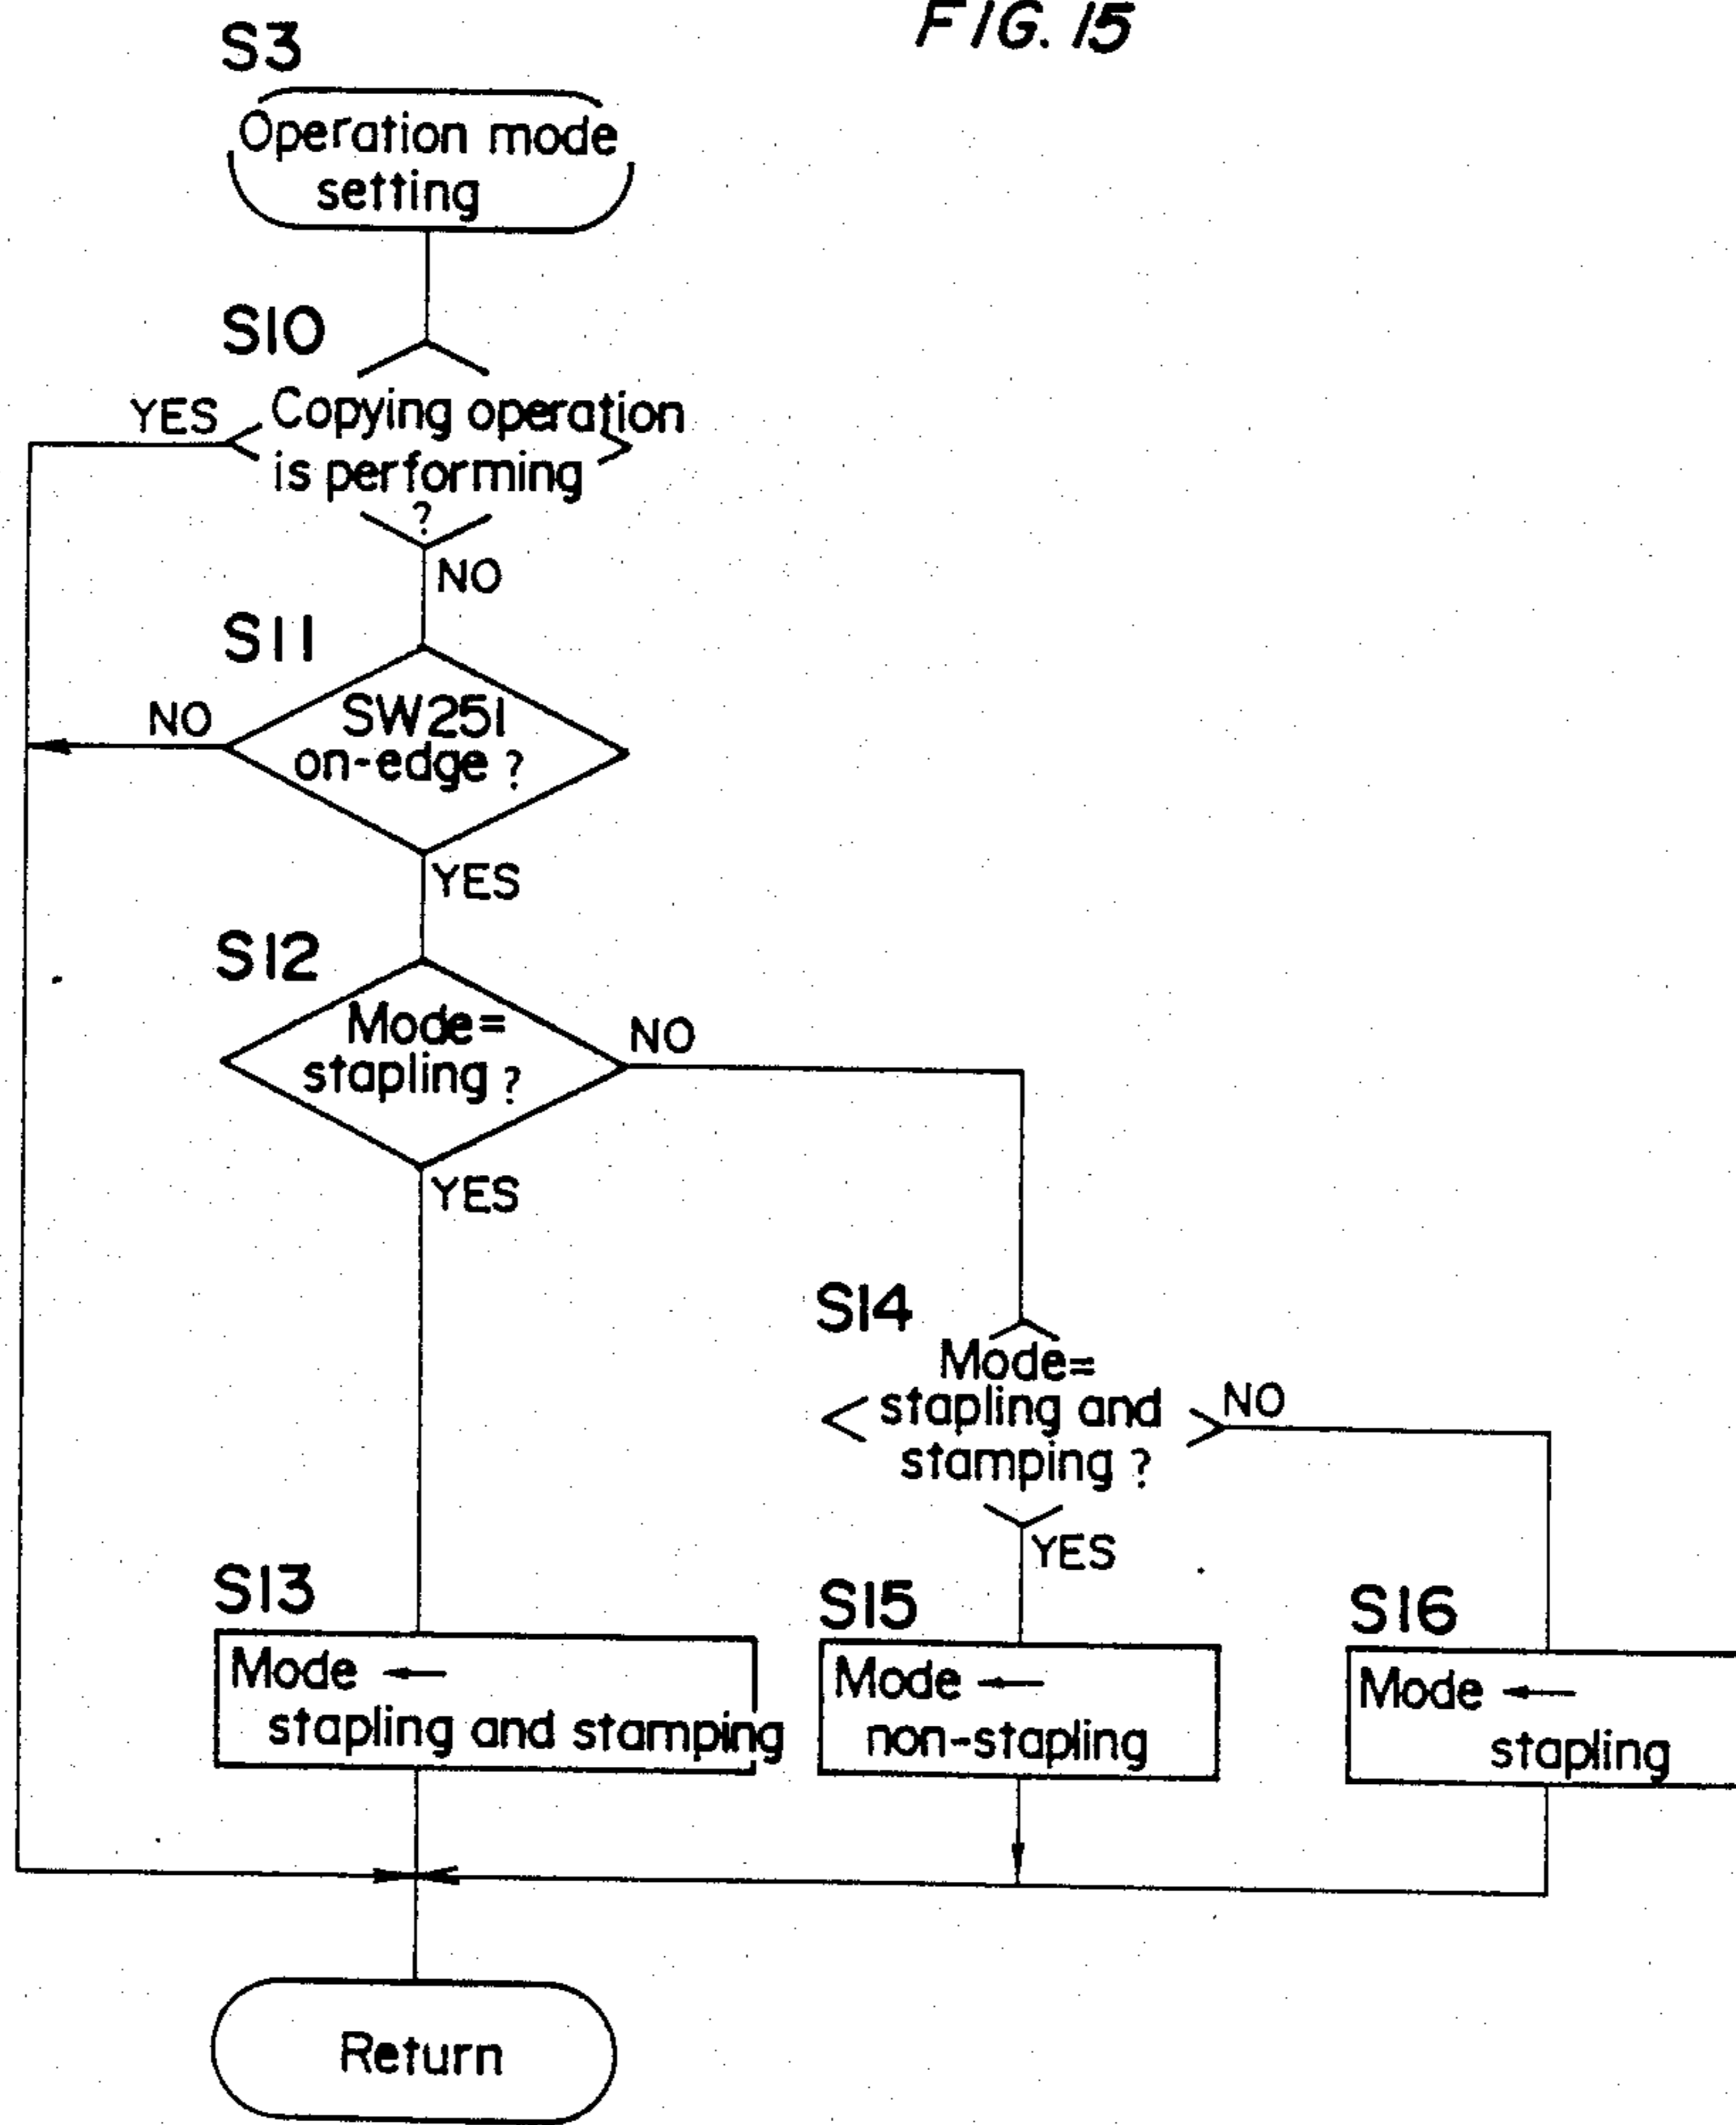 FIG. 15
S3
Operation mode
setting
S10
YES
Copying operation
is performing
?
NO
S11
NO
SW251
on-edge ?
YES
S12
Mode=
stapling ?
NO
YES
S14
Mode=
stapling and
stamping ?
NO
YES
S13
Mode ←
stapling and stamping
S15
Mode ←
non-stapling
S16
Mode ←
stapling
Return